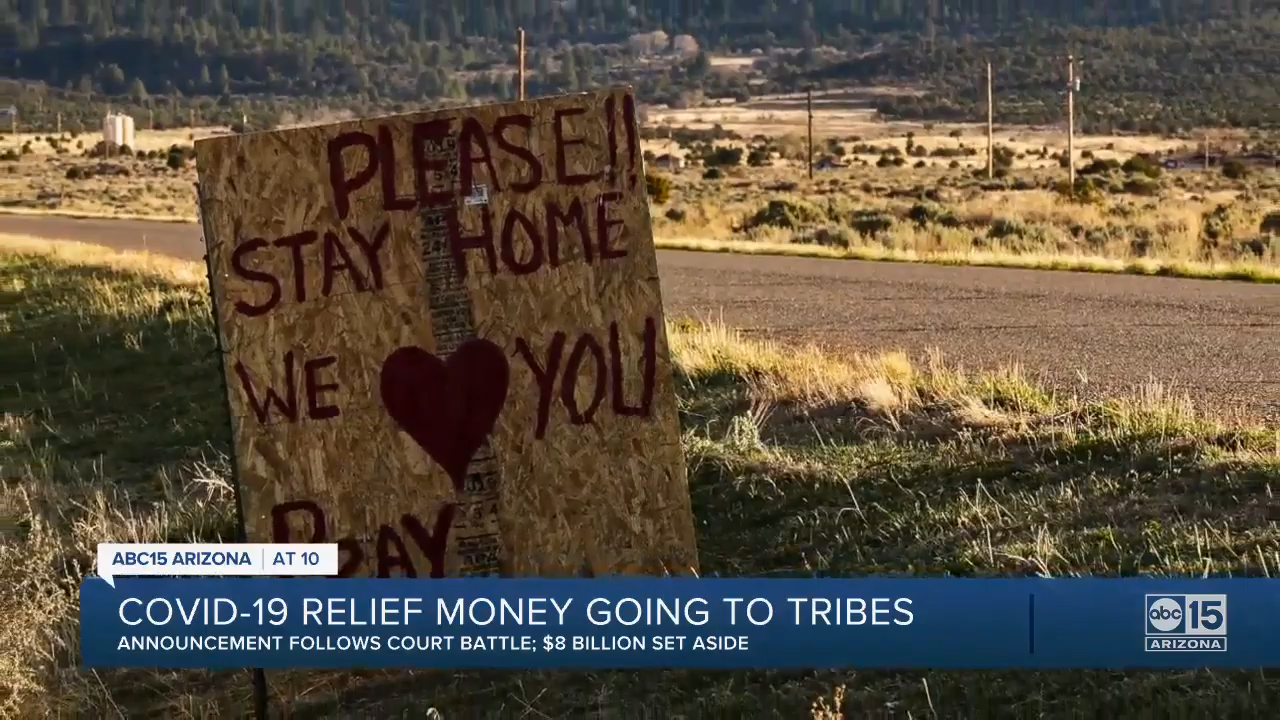 PLEASE!!
STAY HOME
WE ♥ YOU
PRAY
ABC15 ARIZONA | AT 10
COVID-19 RELIEF MONEY GOING TO TRIBES
ANNOUNCEMENT FOLLOWS COURT BATTLE; $8 BILLION SET ASIDE
abc 15
ARIZONA